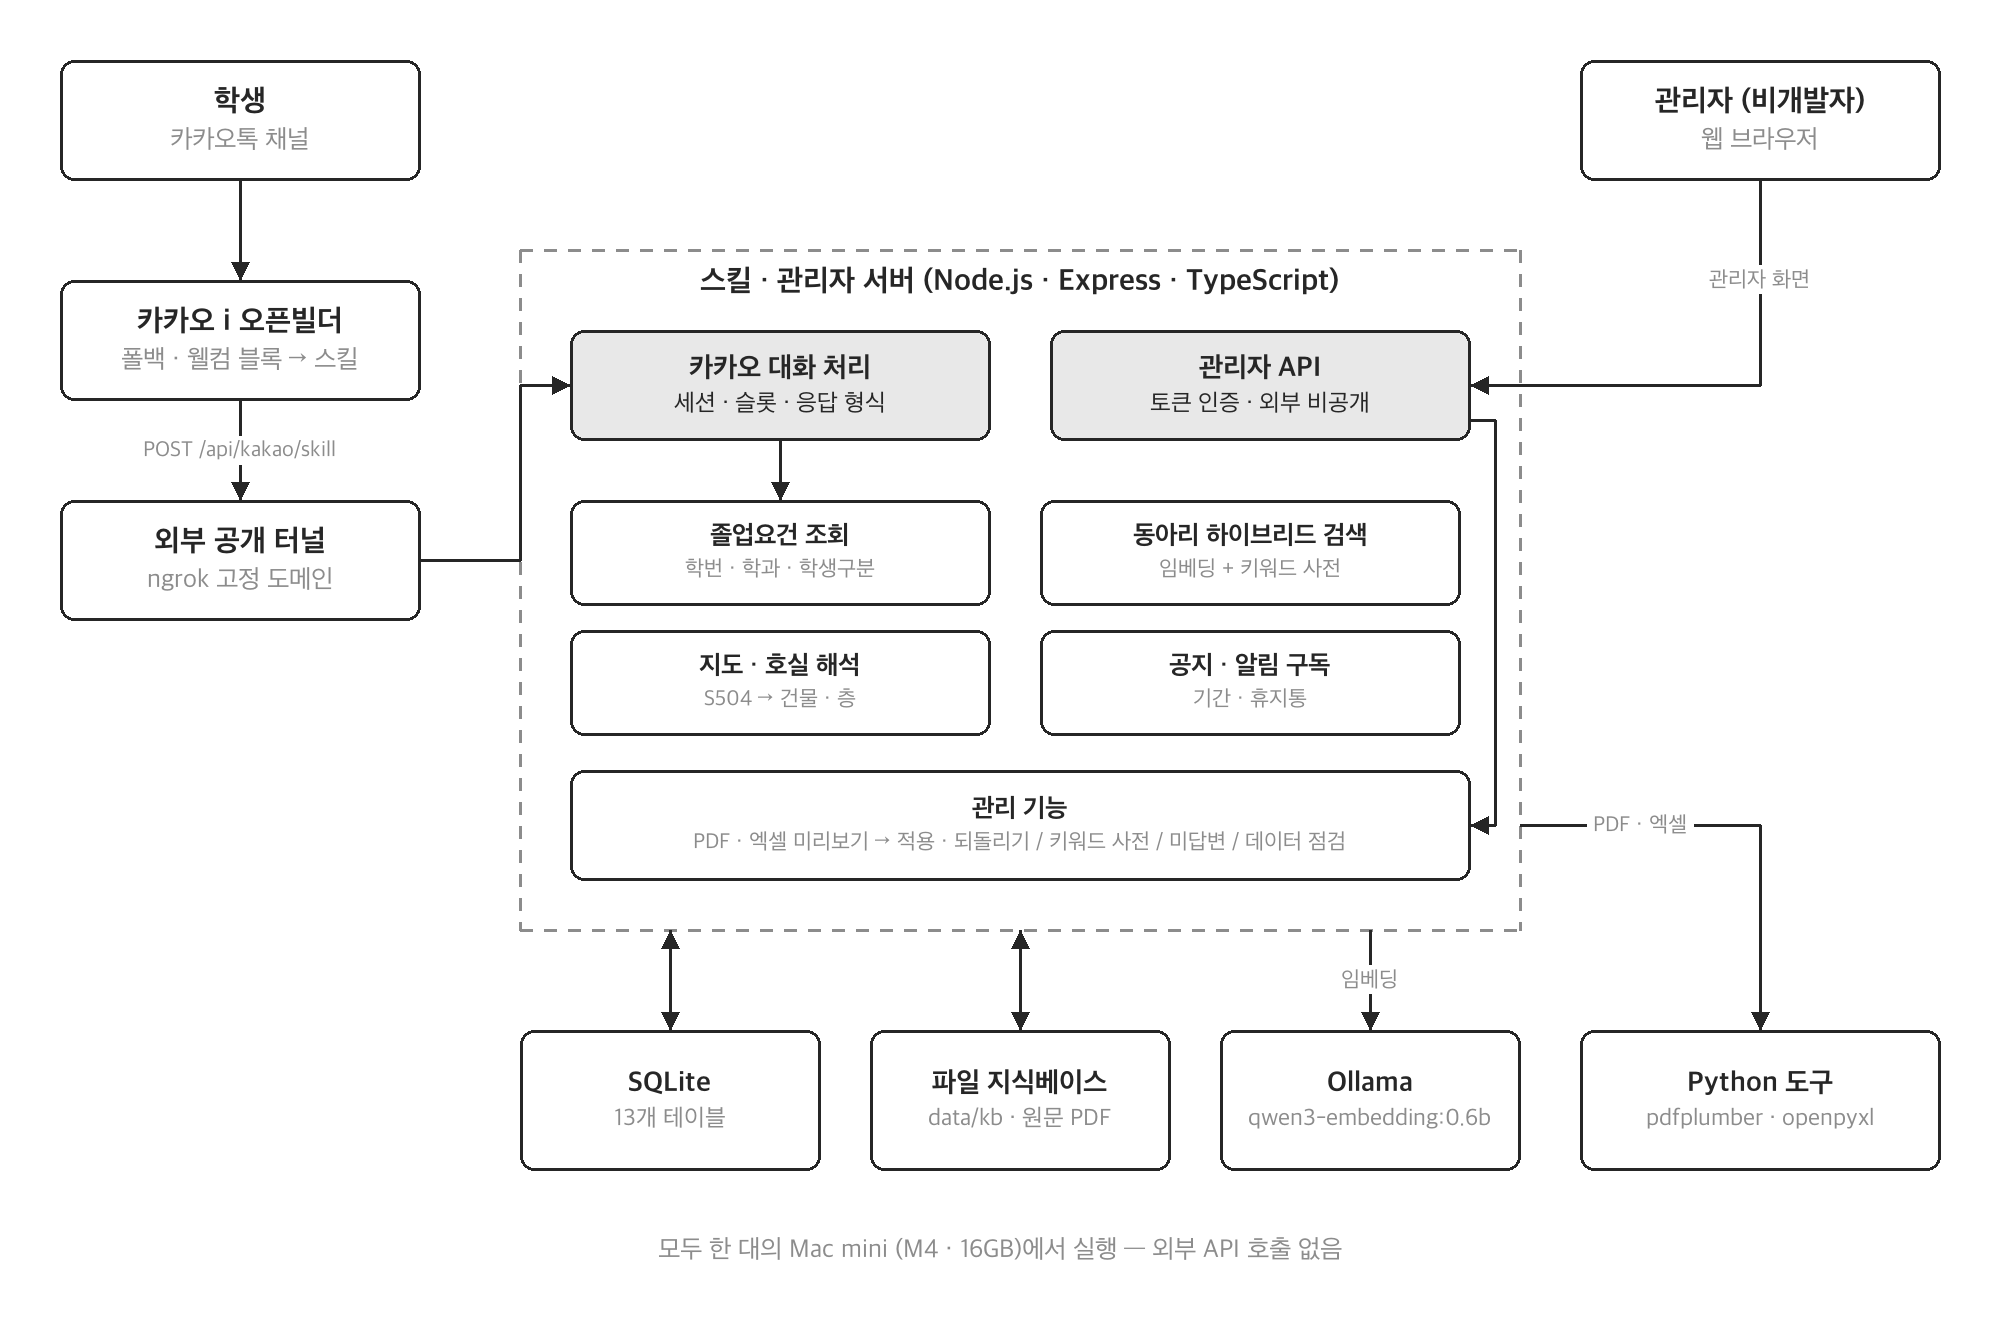 학생
카카오톡 채널
관리자 (비개발자)
웹 브라우저
카카오 i 오픈빌더
폴백 · 웰컴 블록 → 스킬
POST /api/kakao/skill
외부 공개 터널
ngrok 고정 도메인
스킬 · 관리자 서버 (Node.js · Express · TypeScript)
관리자 화면
카카오 대화 처리
세션 · 슬롯 · 응답 형식
관리자 API
토큰 인증 · 외부 비공개
졸업요건 조회
학번 · 학과 · 학생구분
동아리 하이브리드 검색
임베딩 + 키워드 사전
지도 · 호실 해석
S504 → 건물 · 층
공지 · 알림 구독
기간 · 휴지통
관리 기능
PDF · 엑셀 미리보기 → 적용 · 되돌리기 / 키워드 사전 / 미답변 / 데이터 점검
PDF · 엑셀
임베딩
SQLite
13개 테이블
파일 지식베이스
data/kb · 원문 PDF
Ollama
qwen3-embedding:0.6b
Python 도구
pdfplumber · openpyxl
모두 한 대의 Mac mini (M4 · 16GB)에서 실행 — 외부 API 호출 없음